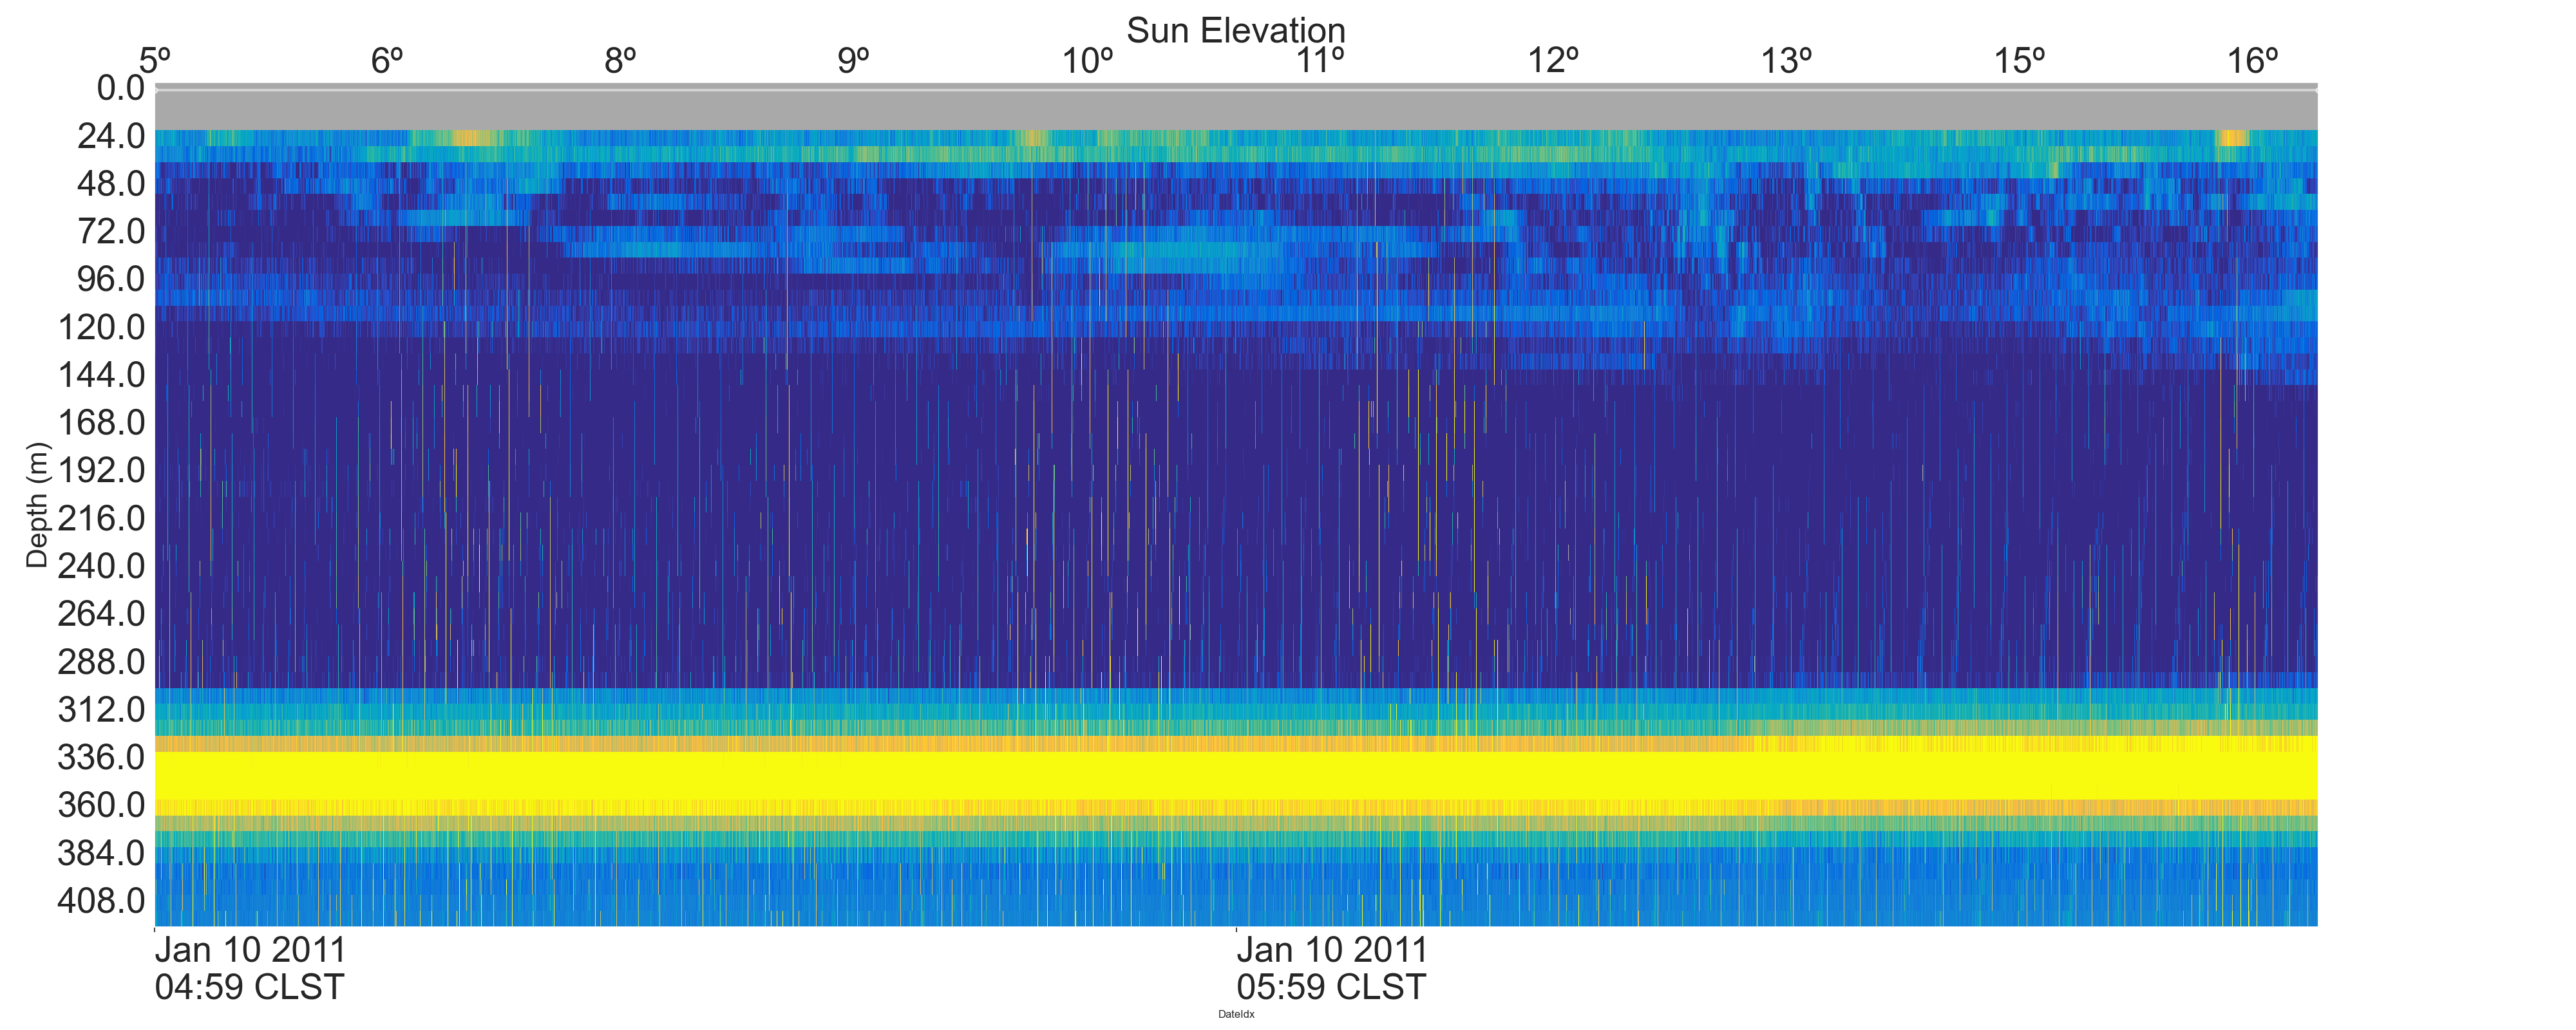 Sun Elevation
5º 6º 8º 9º 10º 11º 12º 13º 15º 16º
0.0
24.0
48.0
72.0
96.0
120.0
144.0
168.0
192.0
216.0
240.0
264.0
288.0
312.0
336.0
360.0
384.0
408.0
Depth (m)
Jan 10 2011
04:59 CLST
Jan 10 2011
05:59 CLST
DateIdx